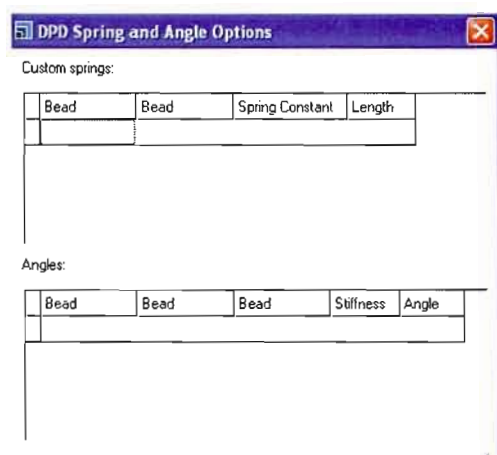 DPD Spring and Angle Options
Custom springs:
Bead Bead Spring Constant Length
Angles:
Bead Bead Bead Stiffness Angle